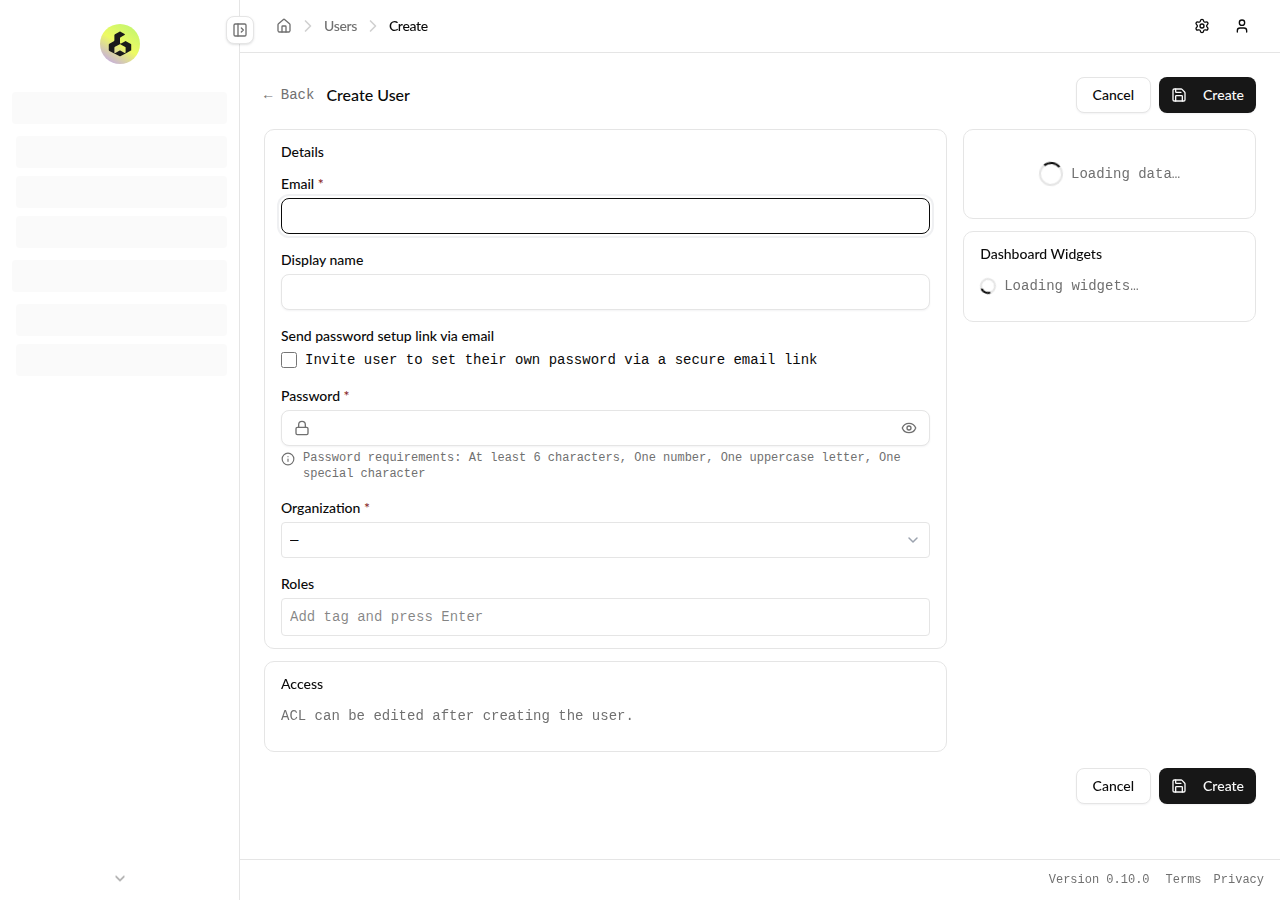 Users
Create
← Back
Create User
Cancel
Create
Details
Email *
Display name
Send password setup link via email
Invite user to set their own password via a secure email link
Password *
Password requirements: At least 6 characters, One number, One uppercase letter, One
special character
Organization *
—
Roles
Add tag and press Enter
Access
ACL can be edited after creating the user.
Loading data…
Dashboard Widgets
Loading widgets…
Cancel
Create
Version 0.10.0
Terms
Privacy